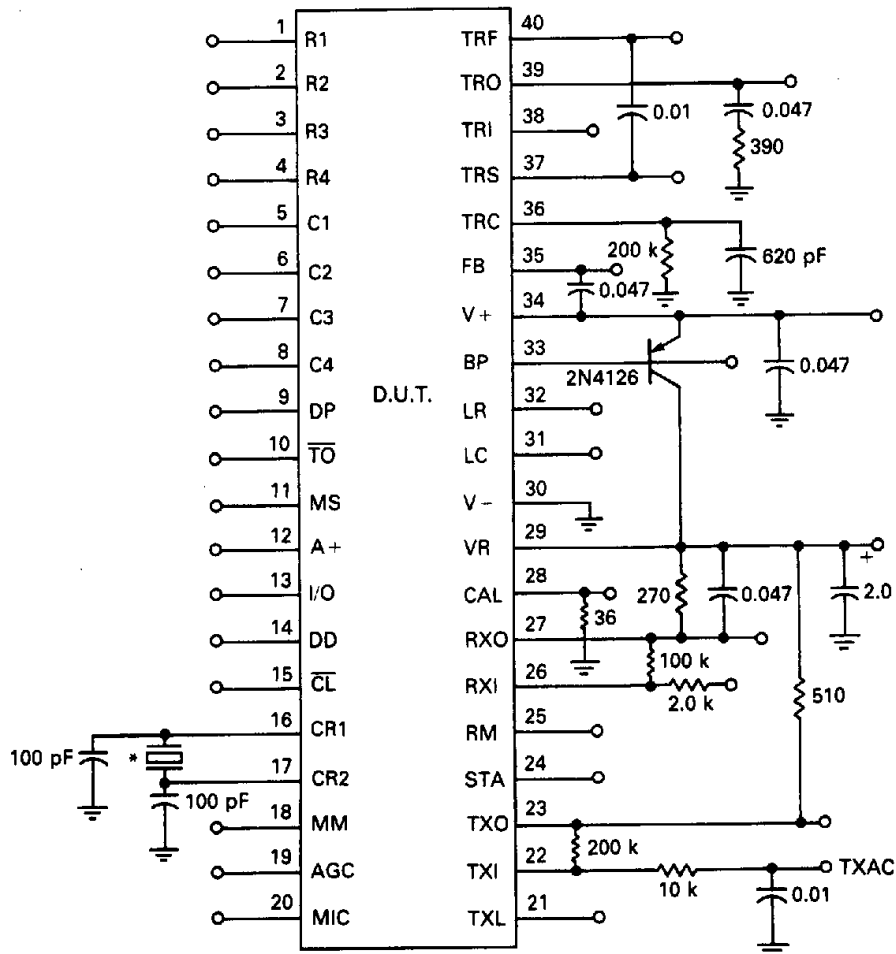 1 R1 TRF 40
2 R2 TRO 39
0.01 0.047
3 R3 TRI 38
390
4 R4 TRS 37
5 C1 TRC 36
200 k 620 pF
6 C2 FB 35
0.047
7 C3 V+ 34
8 C4 BP 33
2N4126 0.047
D.U.T.
9 DP LR 32
10 TO LC 31
11 MS V- 30
12 A+ VR 29
+
13 I/O CAL 28
36 270 0.047 2.0
14 DD RXO 27
100 k
15 CL RXI 26
2.0 k 510
16 CR1 RM 25
100 pF *
17 CR2 STA 24
100 pF
18 MM TXO 23
200 k
19 AGC TXI 22
10 k TXAC
0.01
20 MIC TXL 21